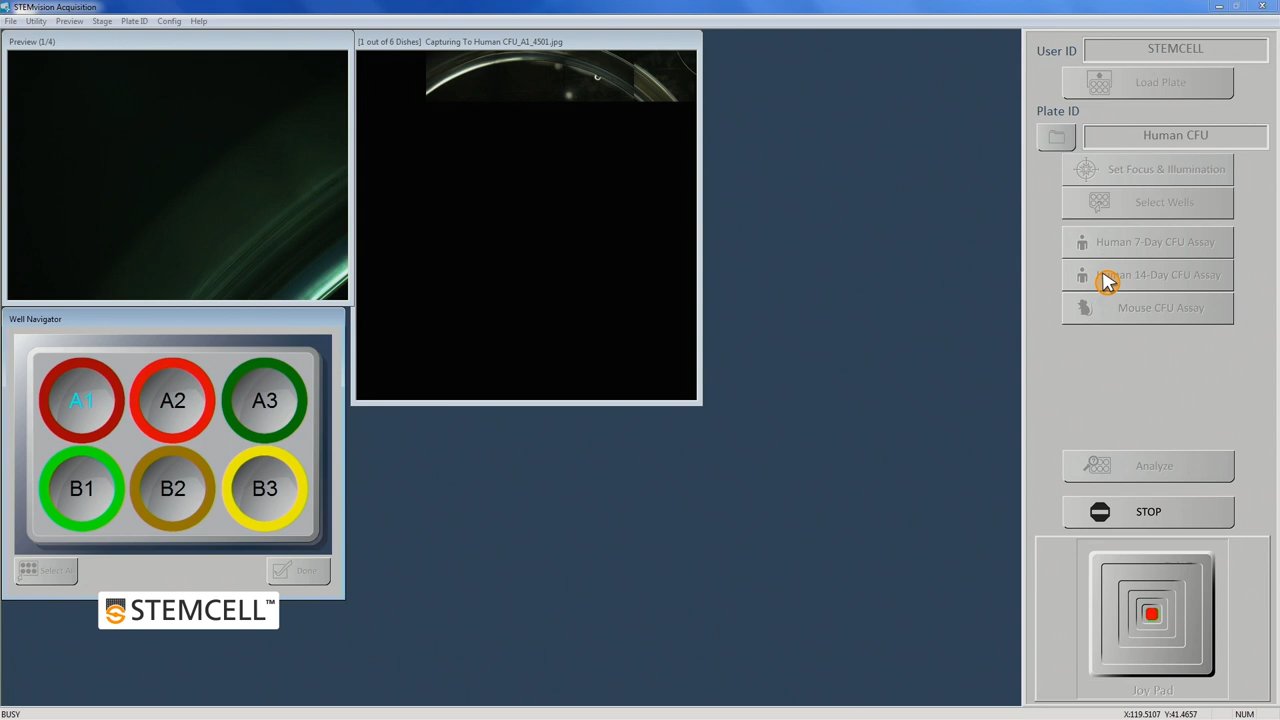 STEMvision Acquisition
File Utility Preview Stage Plate ID Config Help
Preview (1/4)
[1 out of 6 Dishes] Capturing To Human CFU_A1_4501.jpg
User ID
STEMCELL
Load Plate
Plate ID
Human CFU
Set Focus & Illumination
Select Wells
Human 7-Day CFU Assay
Human 14-Day CFU Assay
Mouse CFU Assay
Well Navigator
A1 A2 A3
B1 B2 B3
Select All
Done
STEMCELL™
Analyze
STOP
Joy Pad
BUSY
X:119.5107 Y:41.4657
NUM